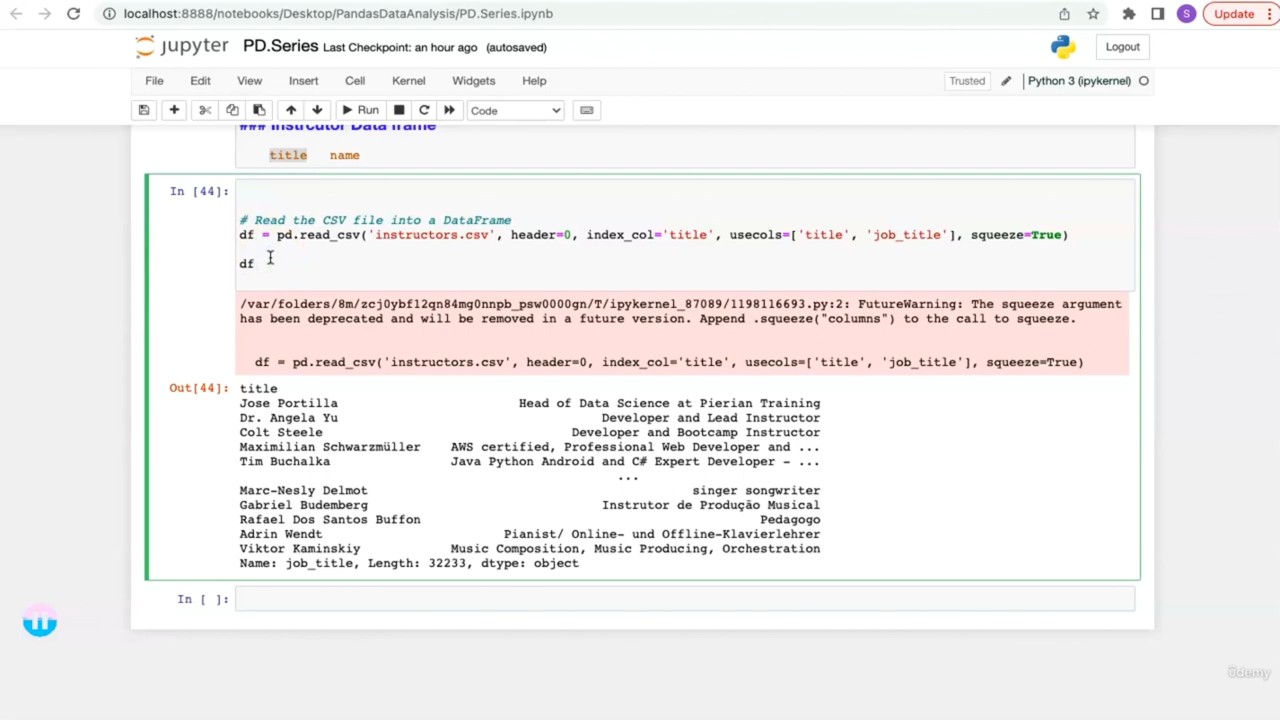 localhost:8888/notebooks/Desktop/PandasDataAnalysis/PD.Series.ipynb
S
Update
jupyter PD.Series Last Checkpoint: an hour ago (autosaved)
Logout
File Edit View Insert Cell Kernel Widgets Help
Trusted
Python 3 (ipykernel)
Run
Code
### Instrcutor Data frame
title name
In [44]:
# Read the CSV file into a DataFrame
df = pd.read_csv('instructors.csv', header=0, index_col='title', usecols=['title', 'job_title'], squeeze=True)
df
/var/folders/8m/zcj0ybf12qn84mg0nnpb_psw0000gn/T/ipykernel_87089/1198116693.py:2: FutureWarning: The squeeze argument
has been deprecated and will be removed in a future version. Append .squeeze("columns") to the call to squeeze.
df = pd.read_csv('instructors.csv', header=0, index_col='title', usecols=['title', 'job_title'], squeeze=True)
Out[44]: title
Jose Portilla Head of Data Science at Pierian Training
Dr. Angela Yu Developer and Lead Instructor
Colt Steele Developer and Bootcamp Instructor
Maximilian Schwarzmüller AWS certified, Professional Web Developer and ...
Tim Buchalka Java Python Android and C# Expert Developer - ...
...
Marc-Nesly Delmot singer songwriter
Gabriel Budemberg Instrutor de Produção Musical
Rafael Dos Santos Buffon Pedagogo
Adrin Wendt Pianist/ Online- und Offline-Klavierlehrer
Viktor Kaminskiy Music Composition, Music Producing, Orchestration
Name: job_title, Length: 32233, dtype: object
In [ ]:
ûdemy